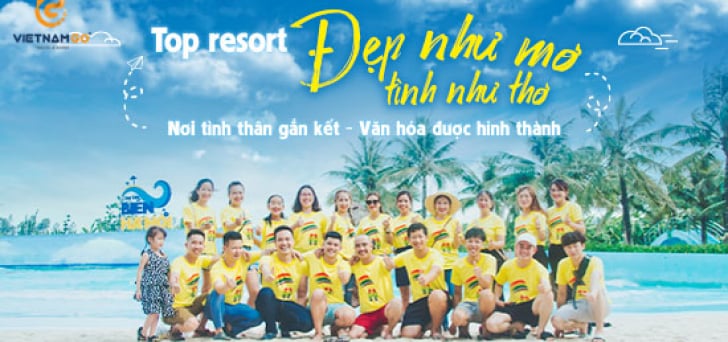 VIETNAMGO
Top resort
Đẹp như mơ
tình như thơ
Nơi tình thân gắn kết - Văn hóa được hình thành
BIỂN